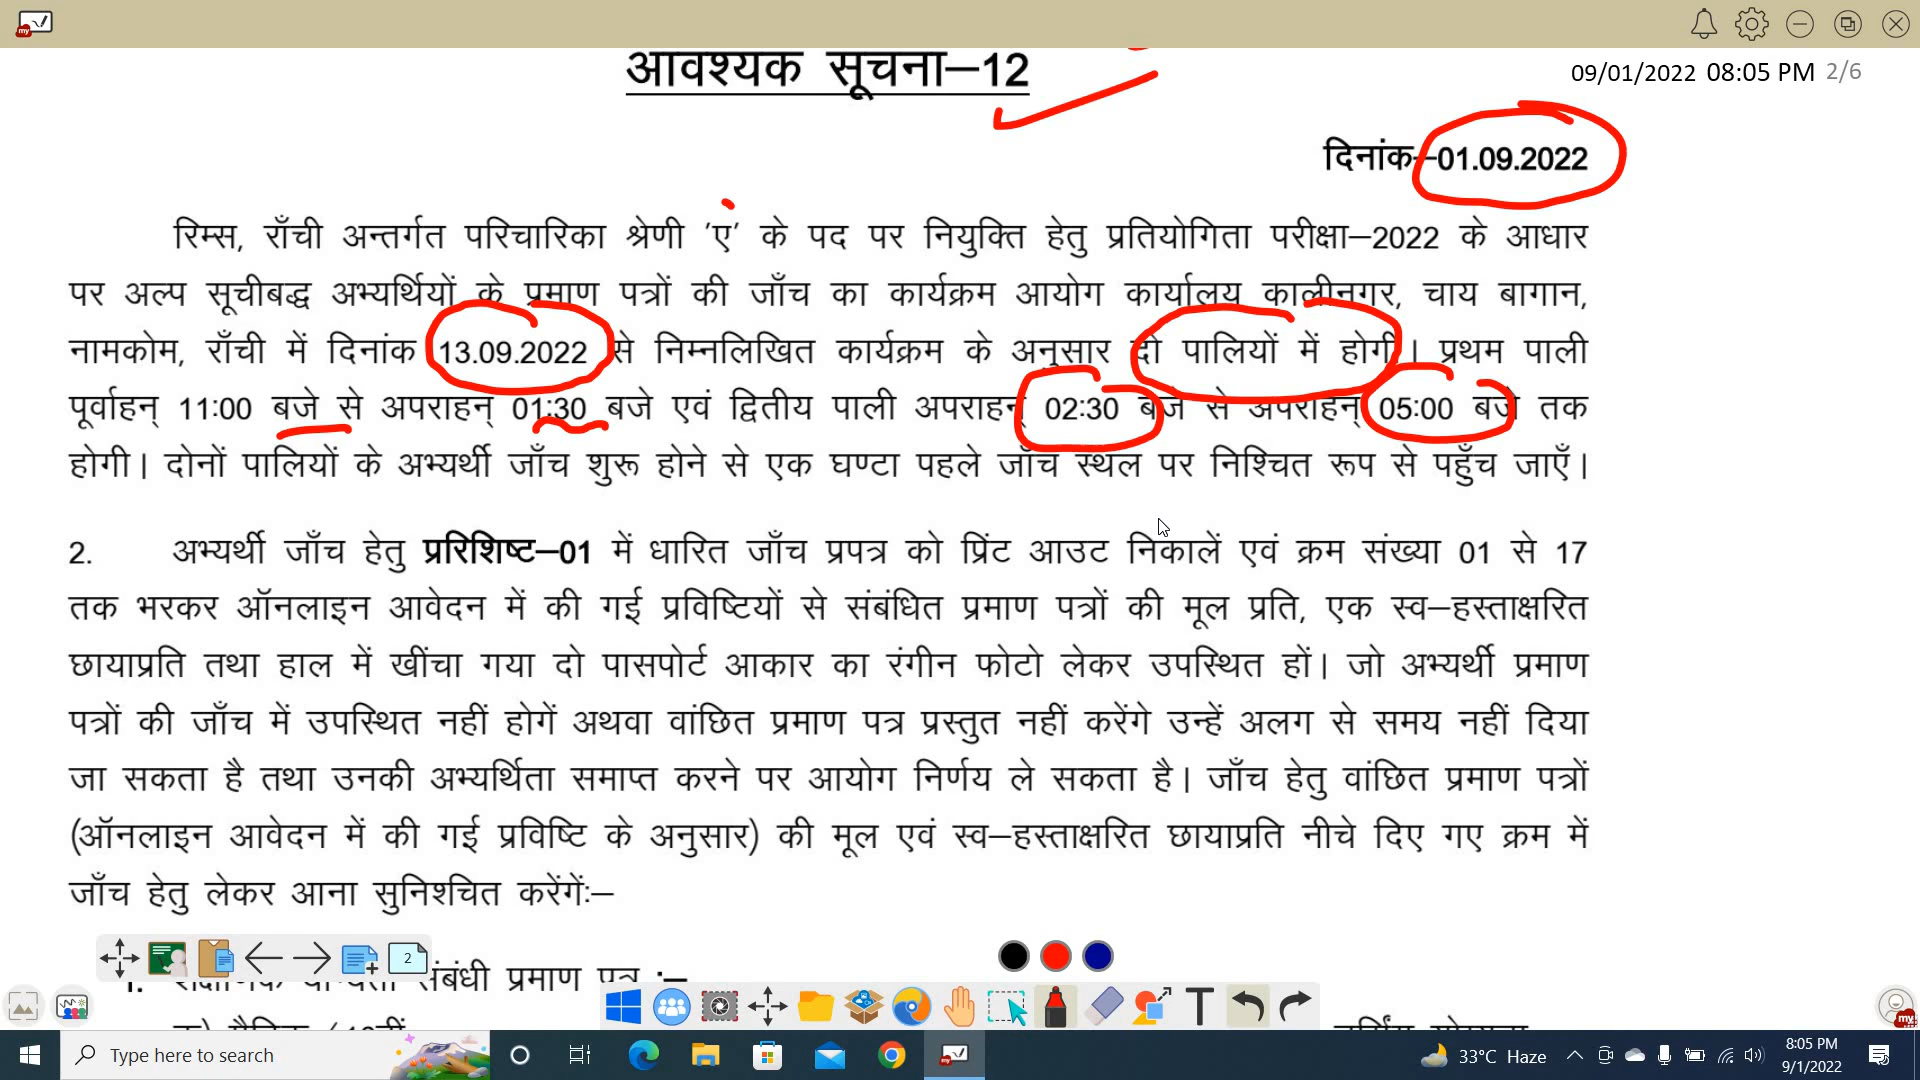 आवश्यक सूचना–12
09/01/2022 08:05 PM 2/6
दिनांक–01.09.2022
रिम्स, राँची अन्तर्गत परिचारिका श्रेणी 'ए' के पद पर नियुक्ति हेतु प्रतियोगिता परीक्षा–2022 के आधार
पर अल्प सूचीबद्ध अभ्यर्थियों के प्रमाण पत्रों की जाँच का कार्यक्रम आयोग कार्यालय कालीनगर, चाय बागान,
नामकोम, राँची में दिनांक 13.09.2022 से निम्नलिखित कार्यक्रम के अनुसार दो पालियों में होगी। प्रथम पाली
पूर्वाहन् 11:00 बजे से अपराहन् 01:30 बजे एवं द्वितीय पाली अपराहन् 02:30 बजे से अपराहन् 05:00 बजे तक
होगी। दोनों पालियों के अभ्यर्थी जाँच शुरू होने से एक घण्टा पहले जाँच स्थल पर निश्चित रूप से पहुँच जाएँ।
2. अभ्यर्थी जाँच हेतु प्ररिशिष्ट–01 में धारित जाँच प्रपत्र को प्रिंट आउट निकालें एवं क्रम संख्या 01 से 17
तक भरकर ऑनलाइन आवेदन में की गई प्रविष्टियों से संबंधित प्रमाण पत्रों की मूल प्रति, एक स्व–हस्ताक्षरित
छायाप्रति तथा हाल में खींचा गया दो पासपोर्ट आकार का रंगीन फोटो लेकर उपस्थित हों। जो अभ्यर्थी प्रमाण
पत्रों की जाँच में उपस्थित नहीं होगें अथवा वांछित प्रमाण पत्र प्रस्तुत नहीं करेंगे उन्हें अलग से समय नहीं दिया
जा सकता है तथा उनकी अभ्यर्थिता समाप्त करने पर आयोग निर्णय ले सकता है। जाँच हेतु वांछित प्रमाण पत्रों
(ऑनलाइन आवेदन में की गई प्रविष्टि के अनुसार) की मूल एवं स्व–हस्ताक्षरित छायाप्रति नीचे दिए गए क्रम में
जाँच हेतु लेकर आना सुनिश्चित करेंगें:–
2
संबंधी प्रमाण पत्र :–
Type here to search
33°C Haze
8:05 PM
9/1/2022